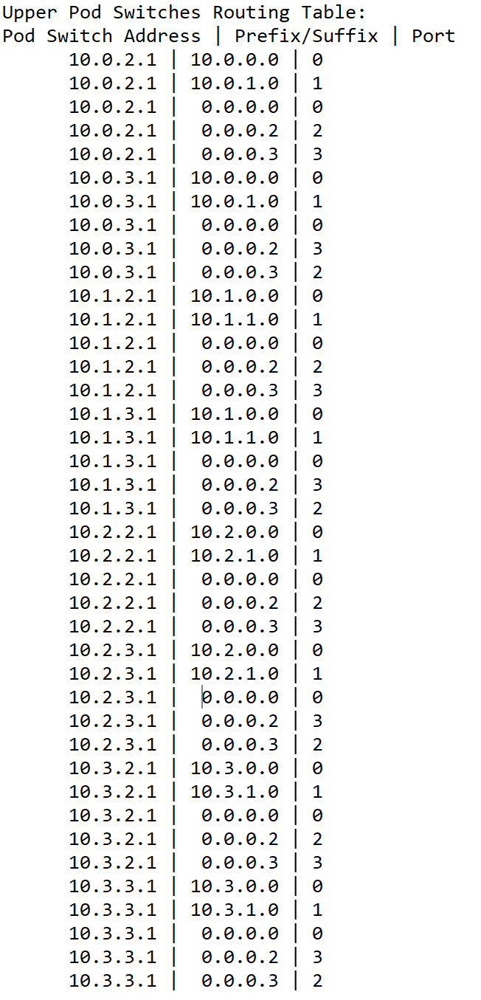 Upper Pod Switches Routing Table:
Pod Switch Address | Prefix/Suffix | Port
10.0.2.1 | 10.0.0.0 | 0
10.0.2.1 | 10.0.1.0 | 1
10.0.2.1 | 0.0.0.0 | 0
10.0.2.1 | 0.0.0.2 | 2
10.0.2.1 | 0.0.0.3 | 3
10.0.3.1 | 10.0.0.0 | 0
10.0.3.1 | 10.0.1.0 | 1
10.0.3.1 | 0.0.0.0 | 0
10.0.3.1 | 0.0.0.2 | 3
10.0.3.1 | 0.0.0.3 | 2
10.1.2.1 | 10.1.0.0 | 0
10.1.2.1 | 10.1.1.0 | 1
10.1.2.1 | 0.0.0.0 | 0
10.1.2.1 | 0.0.0.2 | 2
10.1.2.1 | 0.0.0.3 | 3
10.1.3.1 | 10.1.0.0 | 0
10.1.3.1 | 10.1.1.0 | 1
10.1.3.1 | 0.0.0.0 | 0
10.1.3.1 | 0.0.0.2 | 3
10.1.3.1 | 0.0.0.3 | 2
10.2.2.1 | 10.2.0.0 | 0
10.2.2.1 | 10.2.1.0 | 1
10.2.2.1 | 0.0.0.0 | 0
10.2.2.1 | 0.0.0.2 | 2
10.2.2.1 | 0.0.0.3 | 3
10.2.3.1 | 10.2.0.0 | 0
10.2.3.1 | 10.2.1.0 | 1
10.2.3.1 | 0.0.0.0 | 0
10.2.3.1 | 0.0.0.2 | 3
10.2.3.1 | 0.0.0.3 | 2
10.3.2.1 | 10.3.0.0 | 0
10.3.2.1 | 10.3.1.0 | 1
10.3.2.1 | 0.0.0.0 | 0
10.3.2.1 | 0.0.0.2 | 2
10.3.2.1 | 0.0.0.3 | 3
10.3.3.1 | 10.3.0.0 | 0
10.3.3.1 | 10.3.1.0 | 1
10.3.3.1 | 0.0.0.0 | 0
10.3.3.1 | 0.0.0.2 | 3
10.3.3.1 | 0.0.0.3 | 2